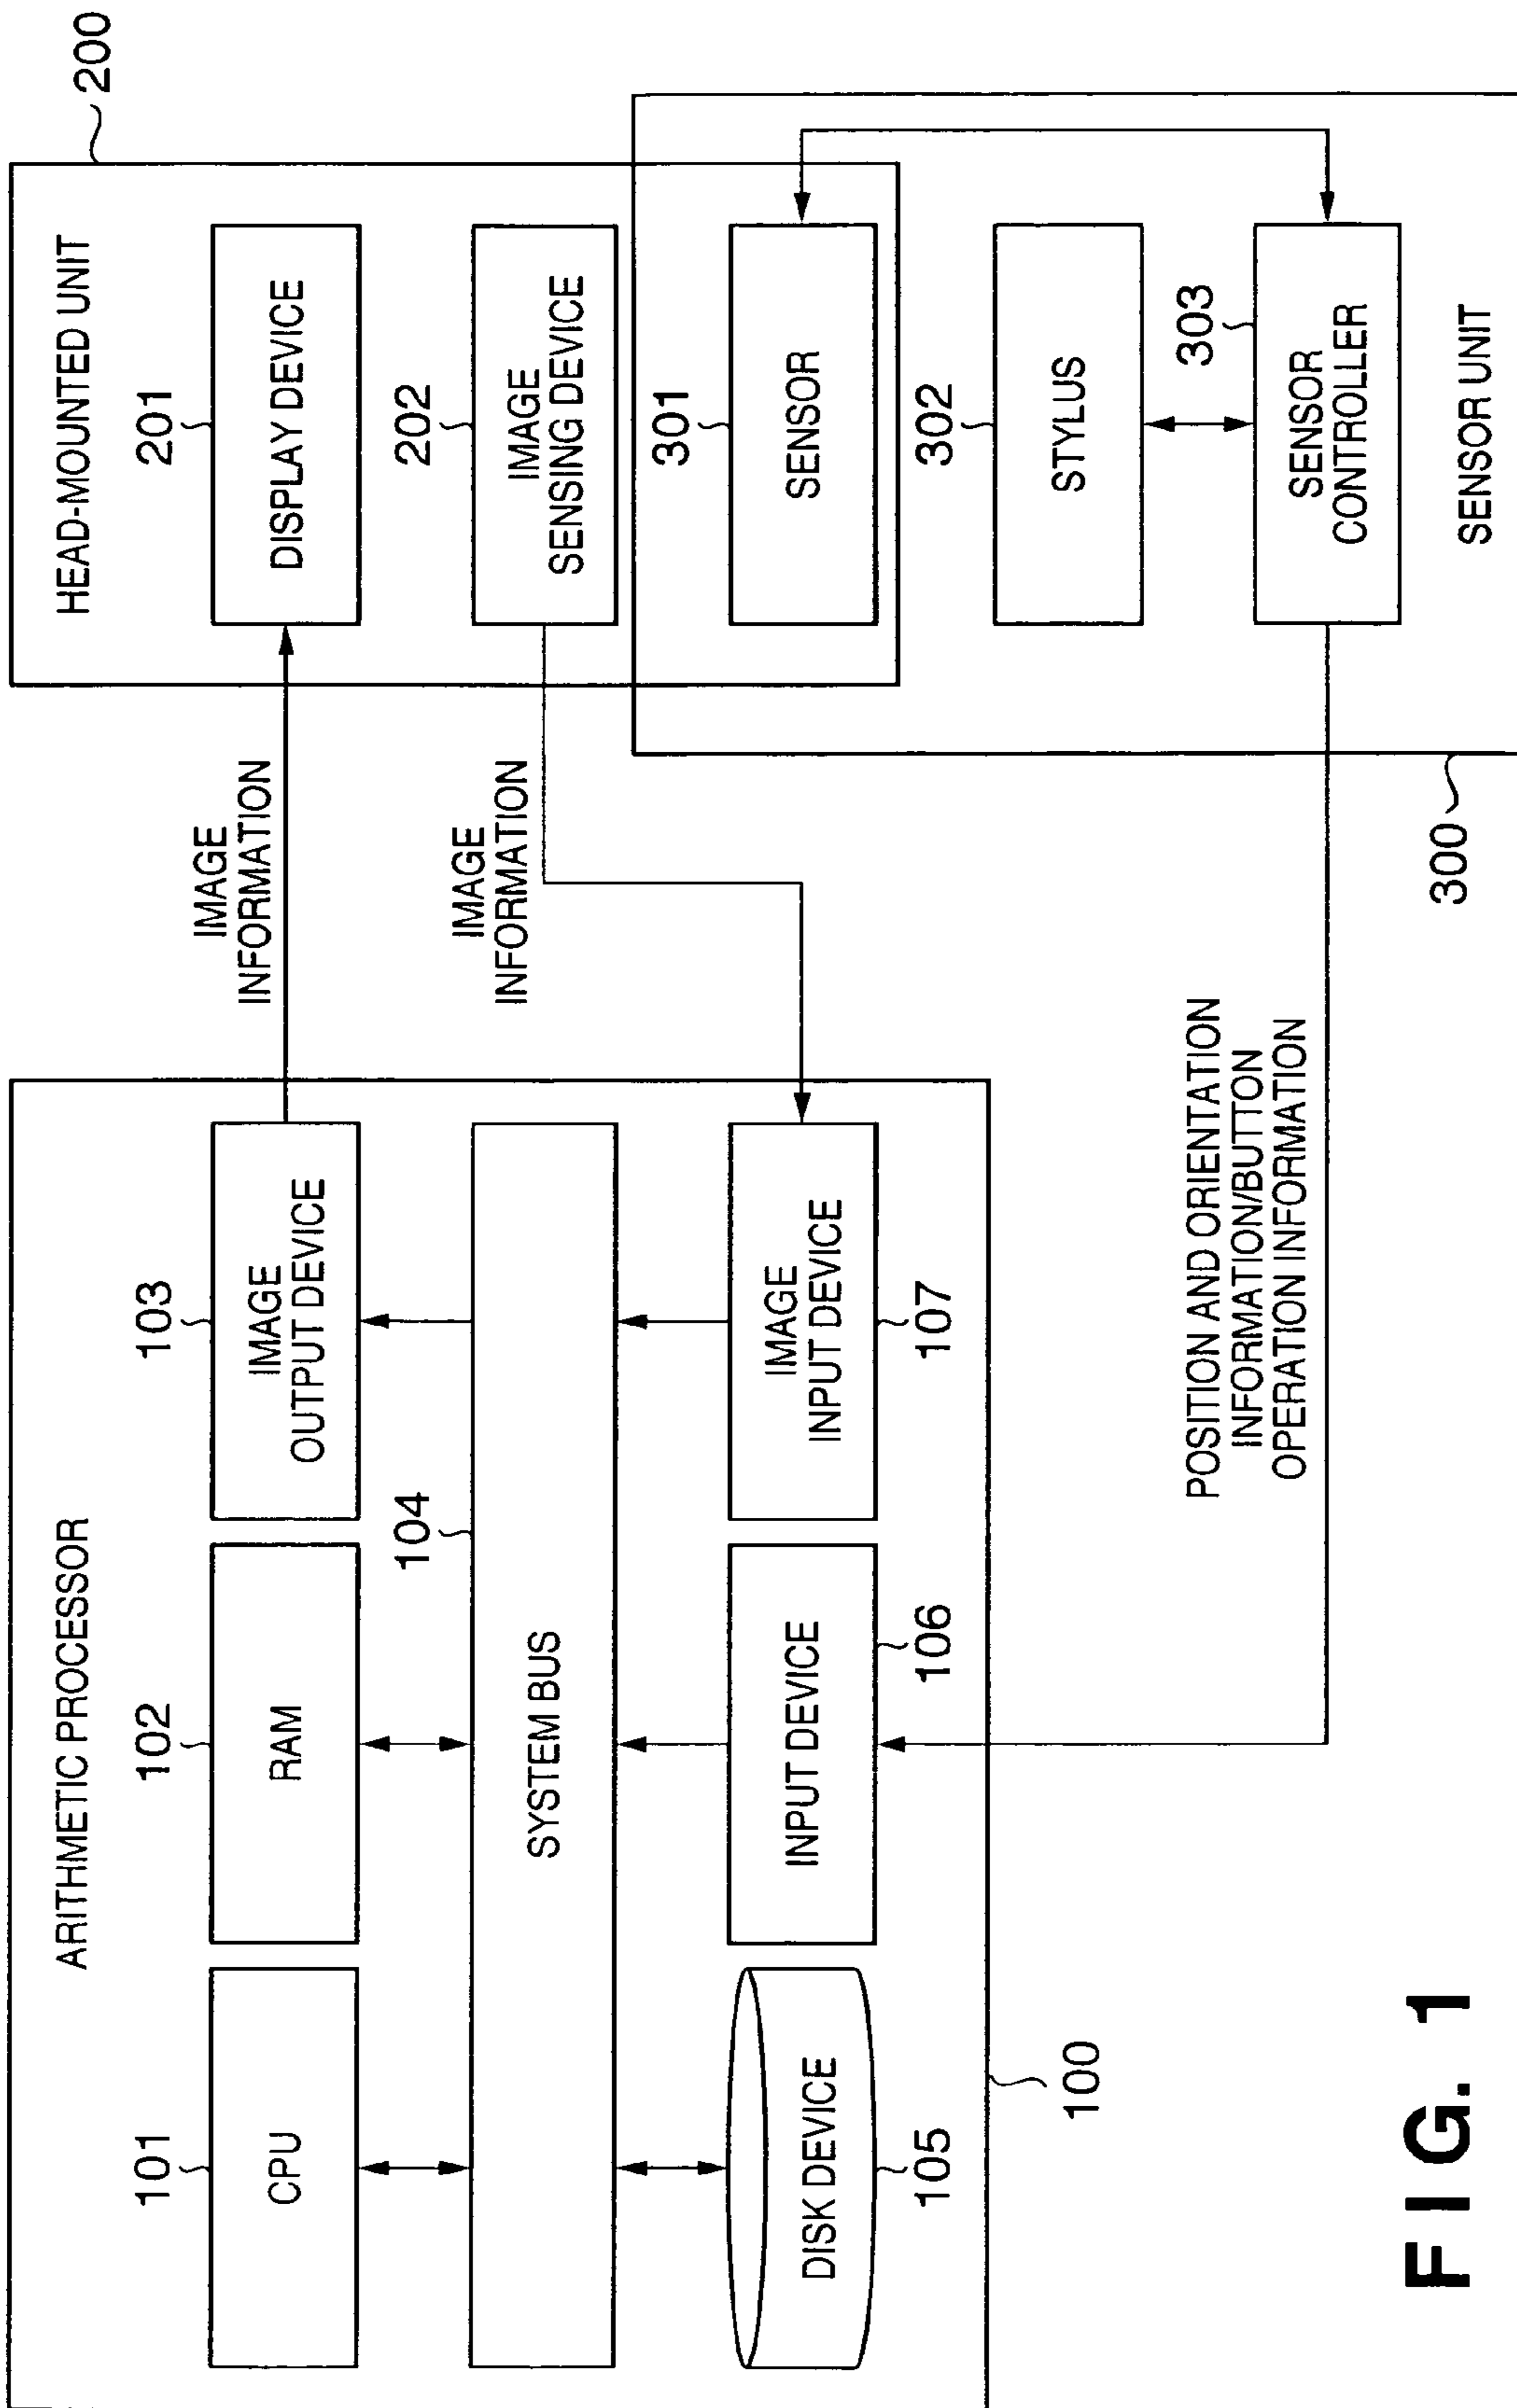 ARITHMETIC PROCESSOR
101
CPU
102
RAM
103
IMAGE
OUTPUT DEVICE
104
SYSTEM BUS
DISK DEVICE
105
INPUT DEVICE
106
IMAGE
INPUT DEVICE
107
100
IMAGE
INFORMATION
IMAGE
INFORMATION
POSITION AND ORIENTATION
INFORMATION/BUTTON
OPERATION INFORMATION
200
HEAD-MOUNTED UNIT
201
DISPLAY DEVICE
202
IMAGE
SENSING DEVICE
301
SENSOR
302
STYLUS
303
SENSOR
CONTROLLER
SENSOR UNIT
300
FIG. 1